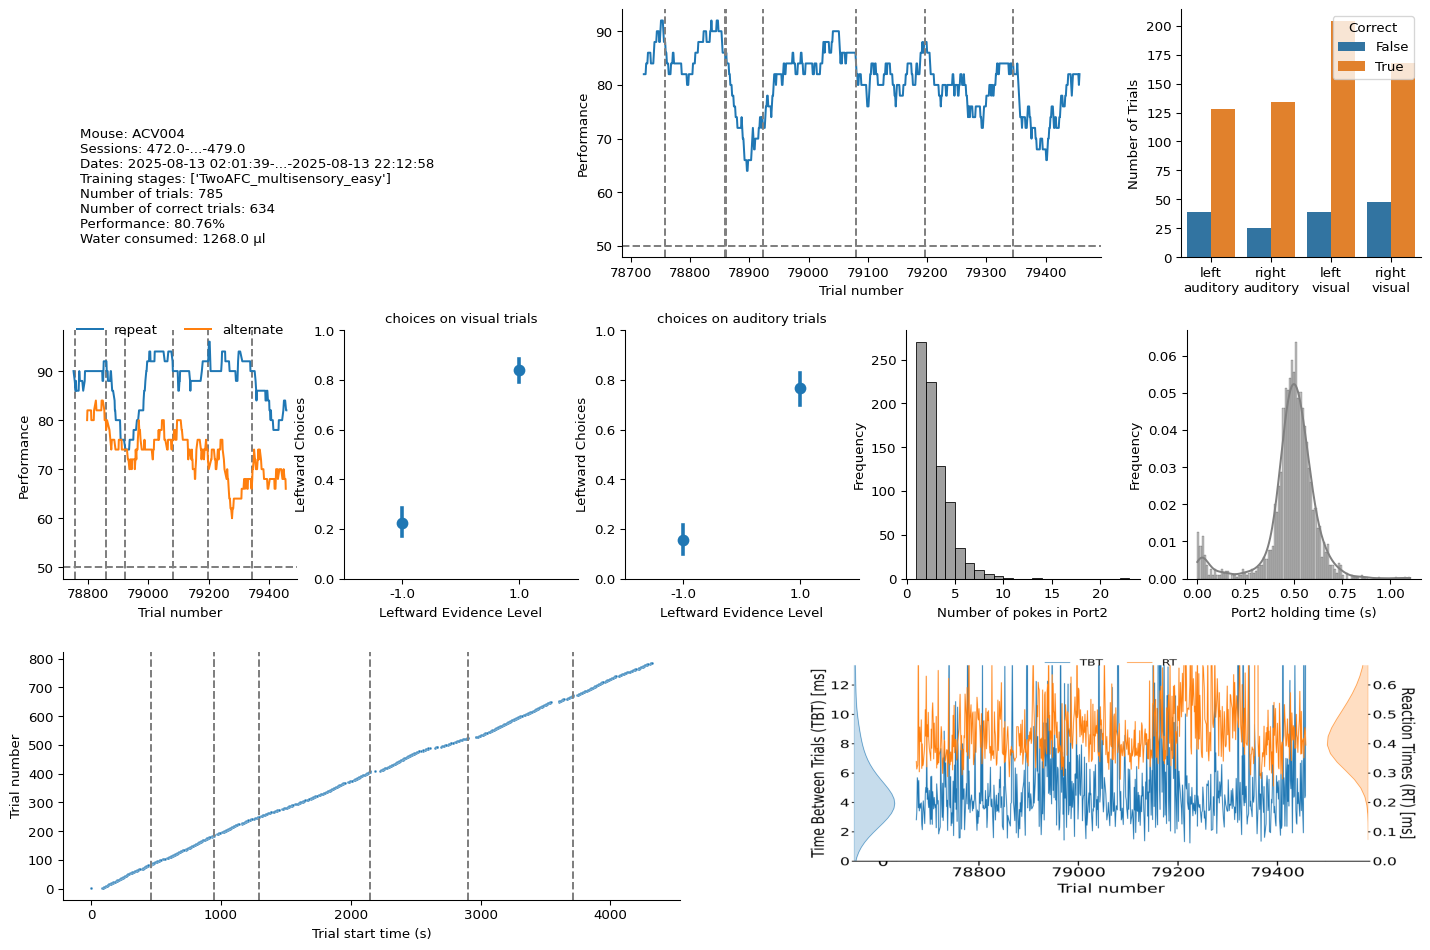 Mouse: ACV004
Sessions: 472.0-...-479.0
Dates: 2025-08-13 02:01:39-...-2025-08-13 22:12:58
Training stages: ['TwoAFC_multisensory_easy']
Number of trials: 785
Number of correct trials: 634
Performance: 80.76%
Water consumed: 1268.0 µl
Performance
90
80
70
60
50
78700 78800 78900 79000 79100 79200 79300 79400
Trial number
Number of Trials
200
175
150
125
100
75
50
25
0
Correct
False
True
left auditory
right auditory
left visual
right visual
repeat alternate
Performance
90
80
70
60
50
78800 79000 79200 79400
Trial number
choices on visual trials
Leftward Choices
1.0
0.8
0.6
0.4
0.2
0.0
-1.0 1.0
Leftward Evidence Level
choices on auditory trials
Leftward Choices
1.0
0.8
0.6
0.4
0.2
0.0
-1.0 1.0
Leftward Evidence Level
Frequency
250
200
150
100
50
0
0 5 10 15 20
Number of pokes in Port2
Frequency
0.06
0.05
0.04
0.03
0.02
0.01
0.00
0.00 0.25 0.50 0.75 1.00
Port2 holding time (s)
Trial number
800
700
600
500
400
300
200
100
0
0 1000 2000 3000 4000
Trial start time (s)
TBT RT
Time Between Trials (TBT) [ms]
12
10
8
6
4
2
0
0
78800 79000 79200 79400
Trial number
0.6
0.5
0.4
0.3
0.2
0.1
0.0
Reaction Times (RT) [ms]